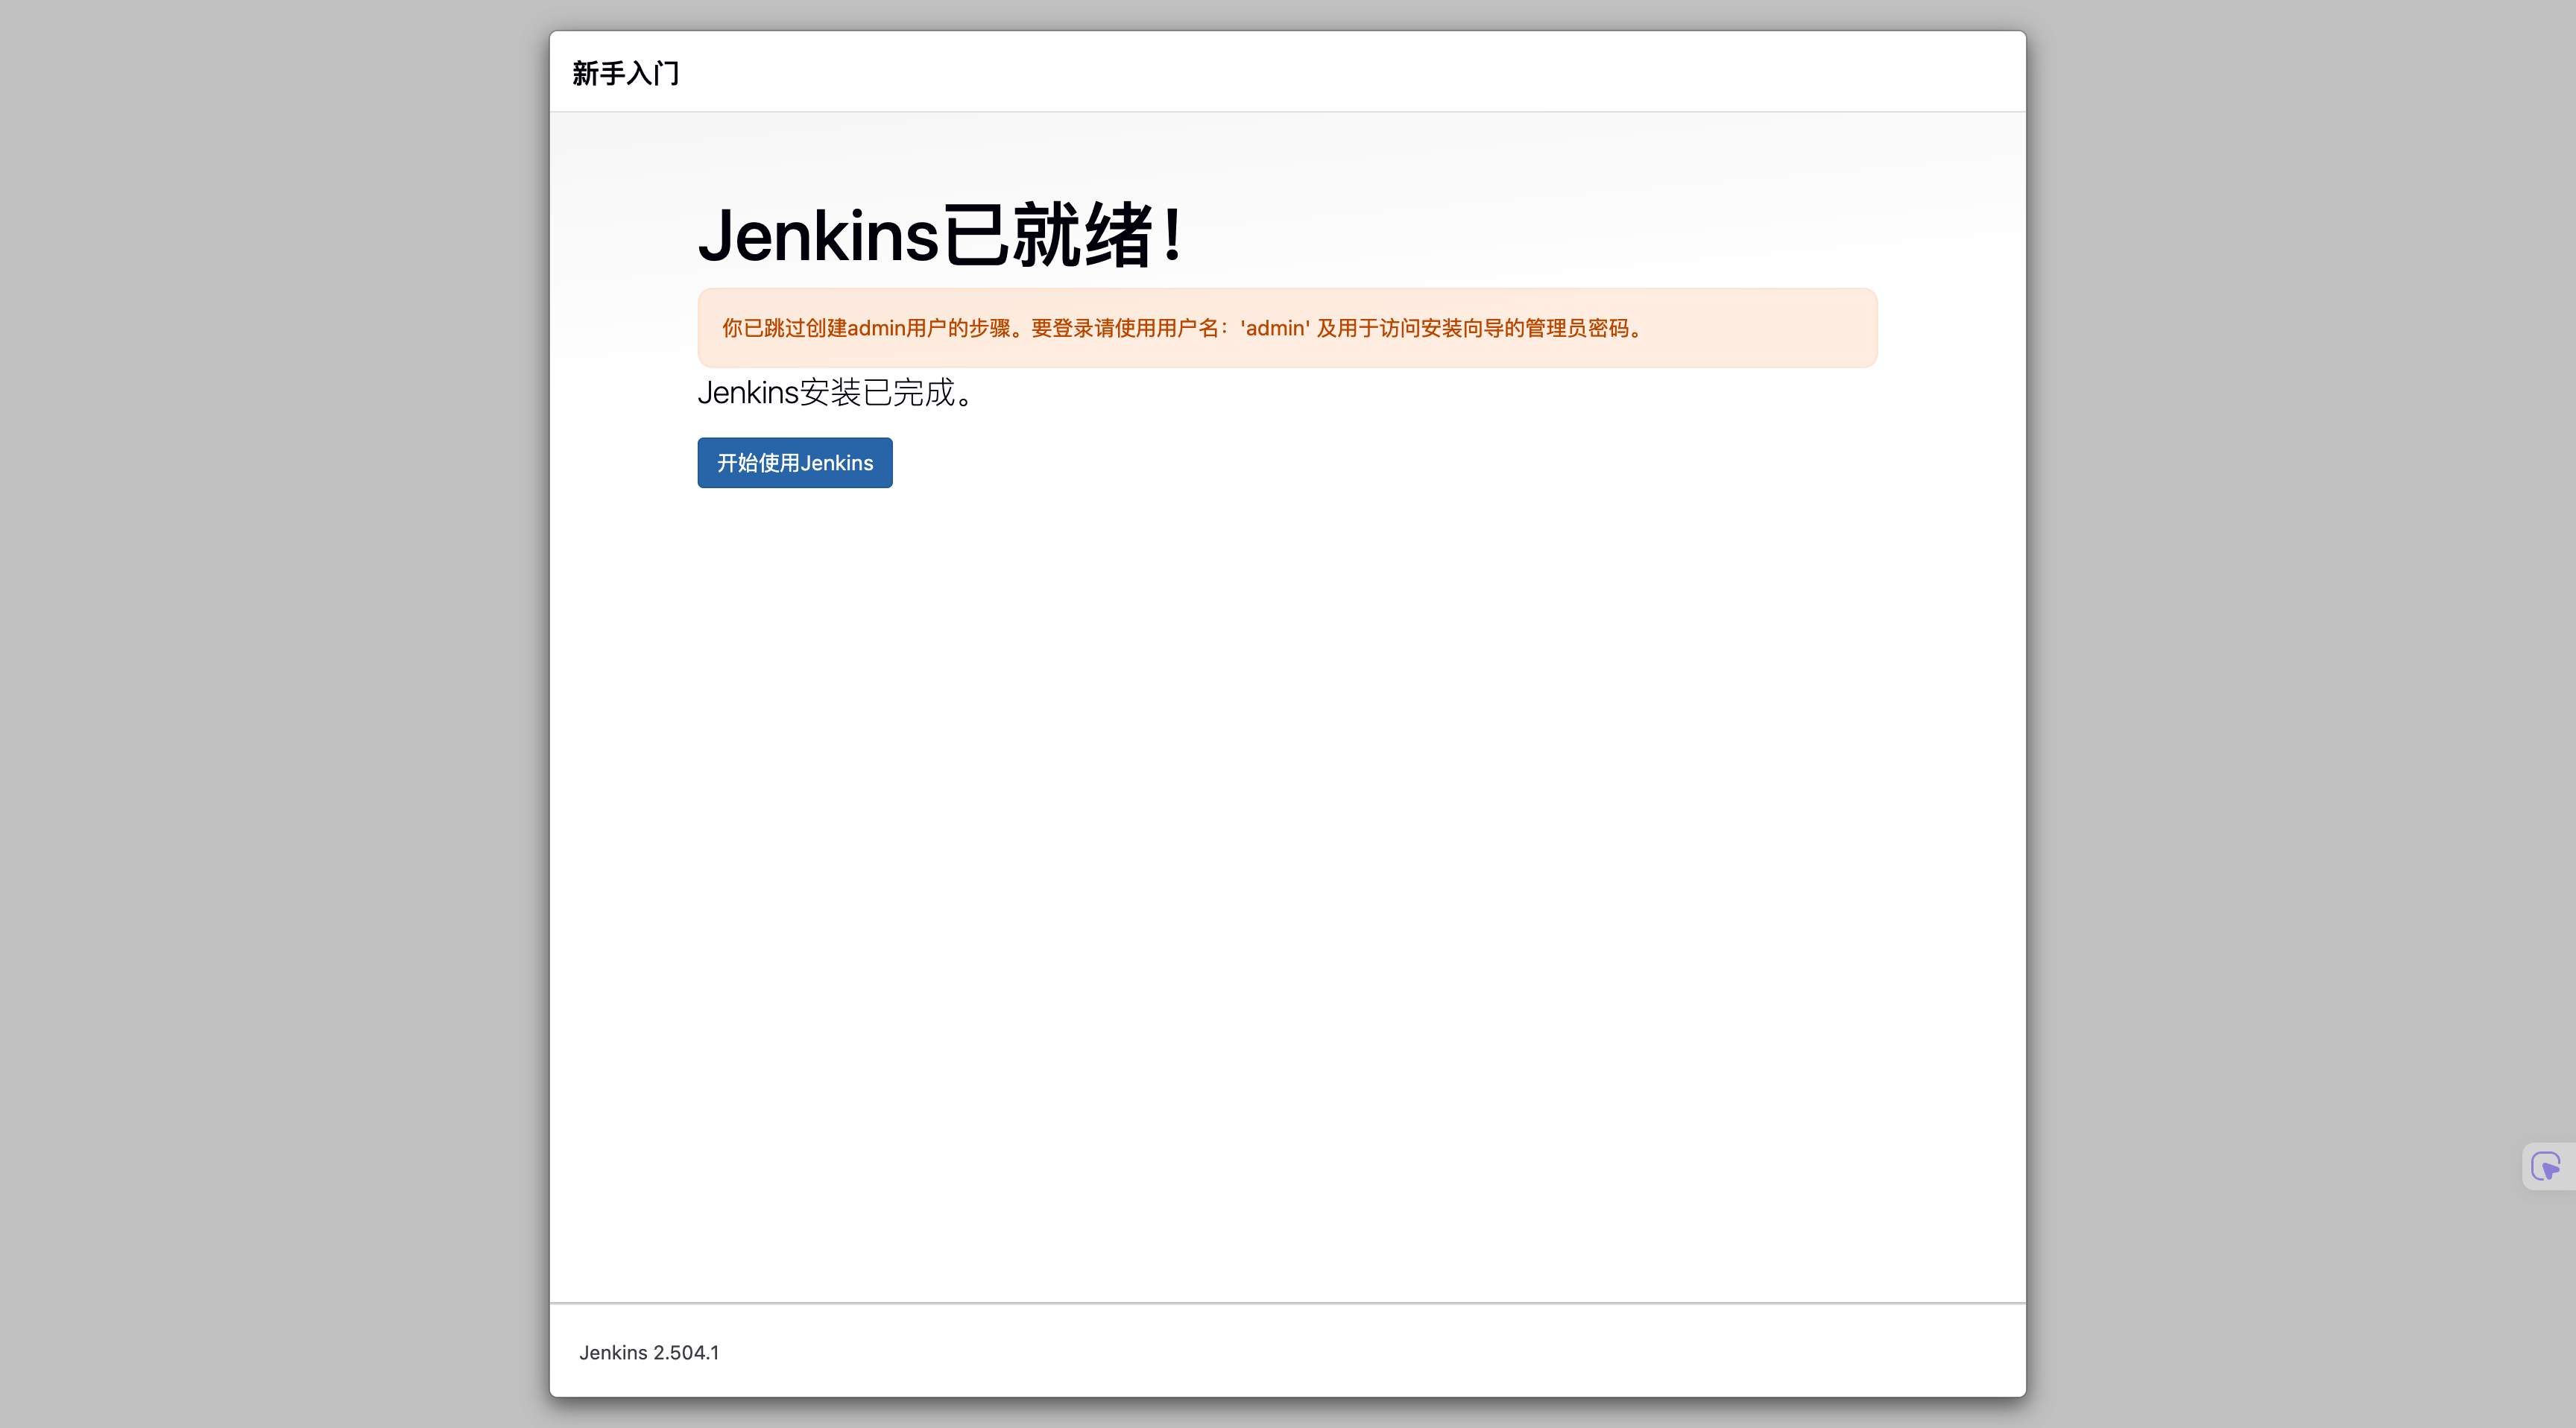 新手入门
Jenkins已就绪！
你已跳过创建admin用户的步骤。要登录请使用用户名：'admin' 及用于访问安装向导的管理员密码。
Jenkins安装已完成。
开始使用Jenkins
Jenkins 2.504.1